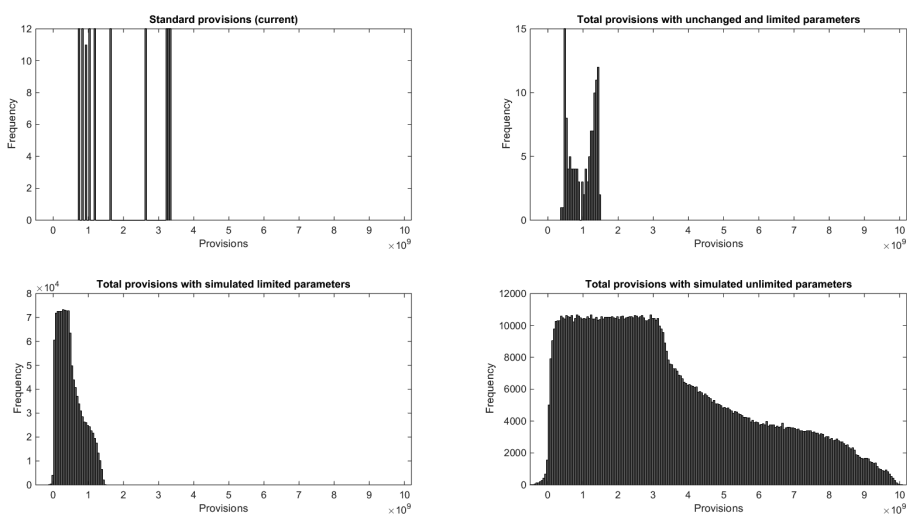 Standard provisions (current)
12
10
8
6
4
2
0
Frequency
0 1 2 3 4 5 6 7 8 9 10
Provisions
×10^9
Total provisions with unchanged and limited parameters
15
10
5
0
Frequency
0 1 2 3 4 5 6 7 8 9 10
Provisions
×10^9
Total provisions with simulated limited parameters
×10^4
8
7
6
5
4
3
2
1
0
Frequency
0 1 2 3 4 5 6 7 8 9 10
Provisions
×10^9
Total provisions with simulated unlimited parameters
12000
10000
8000
6000
4000
2000
0
Frequency
0 1 2 3 4 5 6 7 8 9 10
Provisions
×10^9